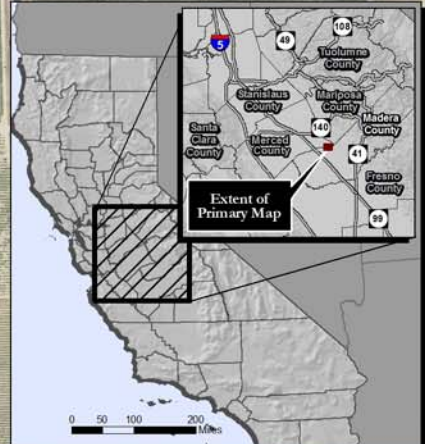 108
49
5
Tuolumne
County
Stanislaus
County
Mariposa
County
Madera
County
140
Santa
Clara
County
Merced
County
41
Fresno
County
Extent of
Primary Map
99
0 50 100 200
Miles